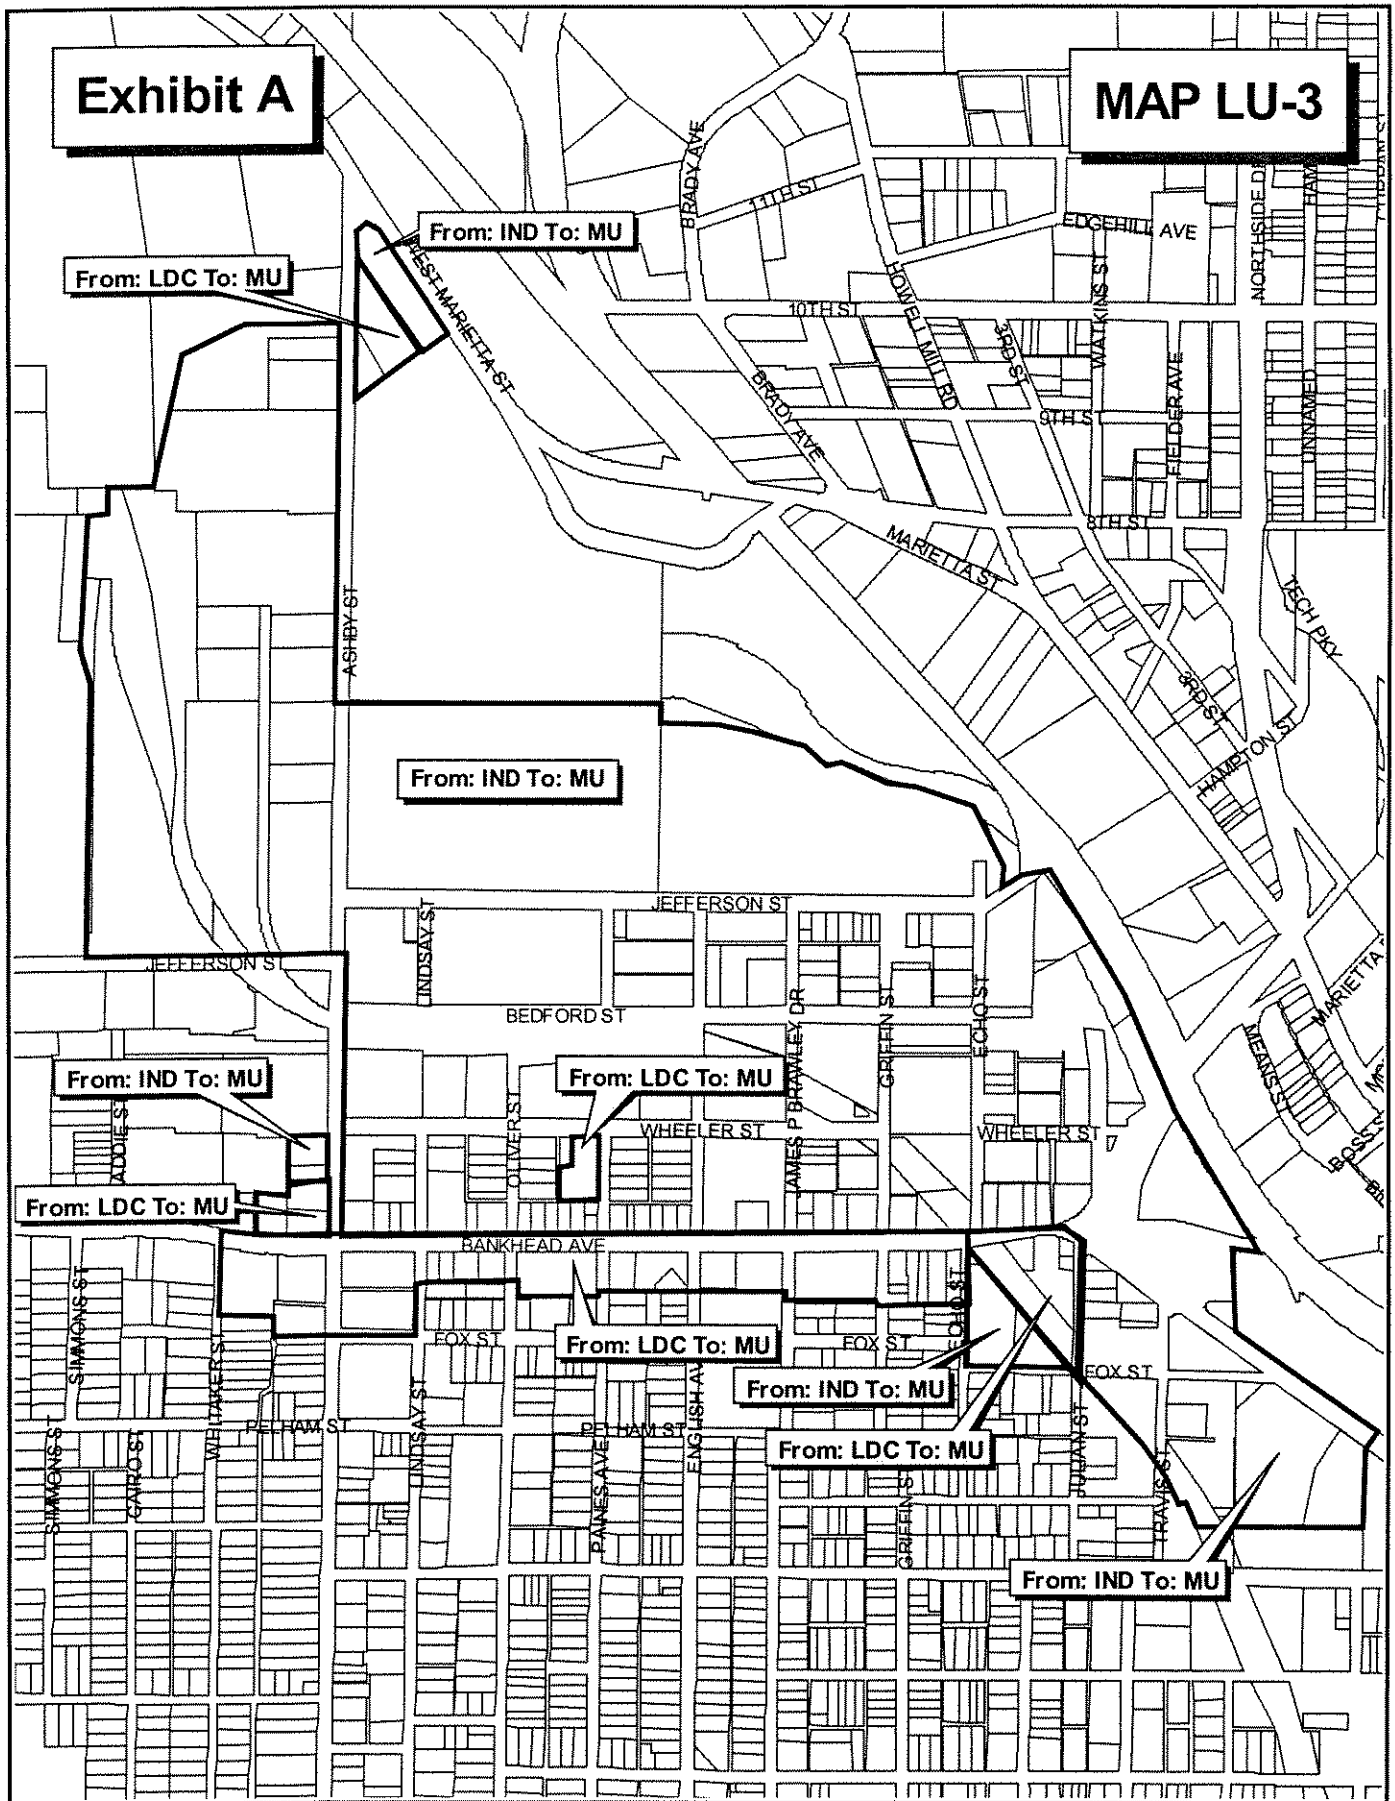 Exhibit A
MAP LU-3
BRADY AVE
11TH ST
NORTHSIDE
EDGEHILL AVE
From: IND To: MU
From: LDC To: MU
WEST MARIETTA ST
HOWELL MILL RD
WATKINS ST
10TH ST
3RD ST
FIELDER AVE
UNNAMED
BRADY AVE
9TH ST
8TH ST
MARIETTA ST
ASHBY ST
TECH PKY
3RD ST
HAMPTON ST
From: IND To: MU
JEFFERSON ST
LINDSAY ST
JEFFERSON ST
BEDFORD ST
JAMES P BRAWLEY DR
GRIFFIN ST
ECHO ST
MARIETTA
MEANS ST
From: IND To: MU
From: LDC To: MU
ADDIE ST
OLIVER ST
WHEELER ST
WHEELER ST
BOSS
From: LDC To: MU
BANKHEAD AVE
SIMMONS ST
ECHO ST
FOX ST
From: LDC To: MU
FOX ST
FOX ST
From: IND To: MU
WHITAKER ST
LINDSAY ST
ENGLISH AV
PELHAM ST
PELHAM ST
From: LDC To: MU
SIMMONS ST
CAIRO ST
PAINES AVE
GRIFFIN S
JULIAN ST
TRAVIS ST
From: IND To: MU